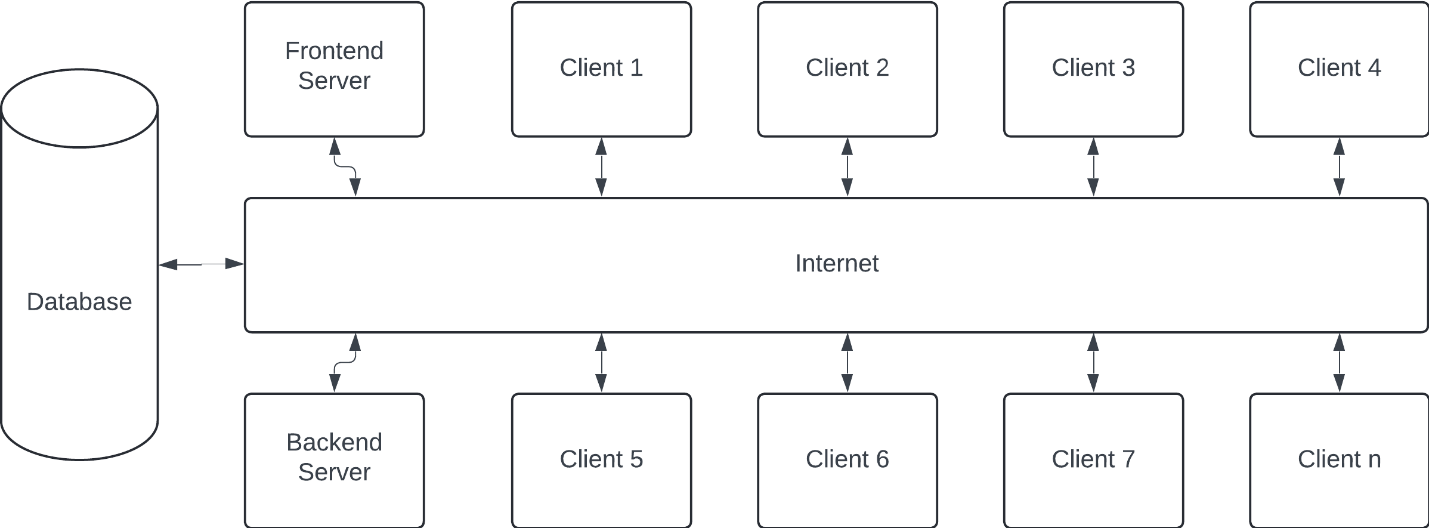 Frontend
Server
Client 1
Client 2
Client 3
Client 4
Database
Internet
Backend
Server
Client 5
Client 6
Client 7
Client n